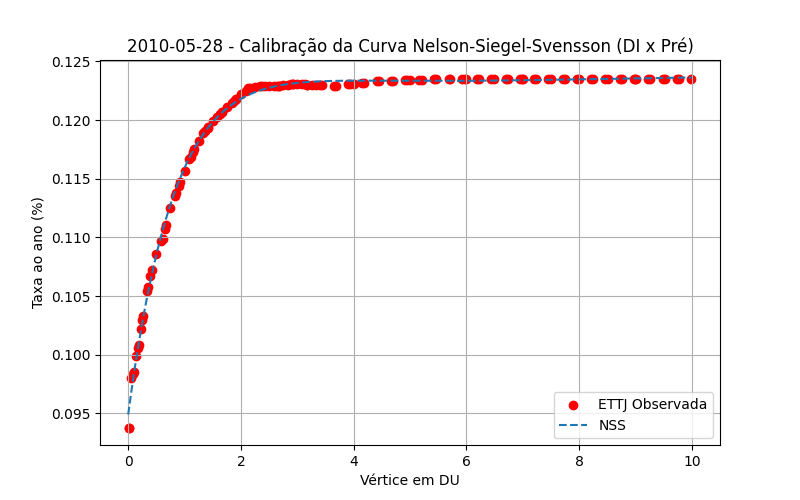 2010-05-28 - Calibração da Curva Nelson-Siegel-Svensson (DI x Pré)
Taxa ao ano (%)
0.125
0.120
0.115
0.110
0.105
0.100
0.095
ETTJ Observada
NSS
0 2 4 6 8 10
Vértice em DU